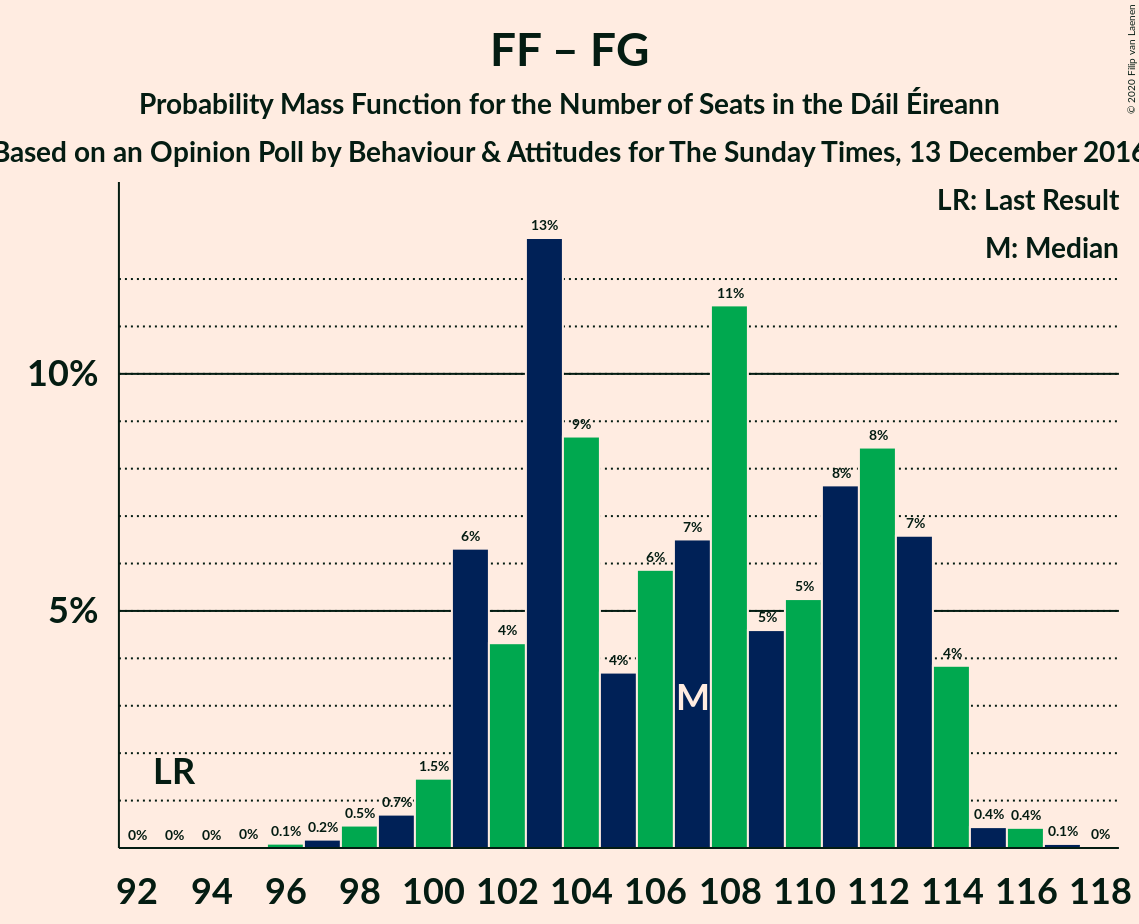 FF – FG
Probability Mass Function for the Number of Seats in the Dáil Éireann
Based on an Opinion Poll by Behaviour & Attitudes for The Sunday Times, 13 December 2016
© 2020 Filip van Laenen
LR: Last Result
M: Median
10%
5%
LR
M
0% 0% 0% 0% 0.1% 0.2% 0.5% 0.7% 1.5% 6% 4% 13% 9% 4% 6% 7% 11% 5% 5% 8% 8% 7% 4% 0.4% 0.4% 0.1% 0%
92 94 96 98 100 102 104 106 108 110 112 114 116 118